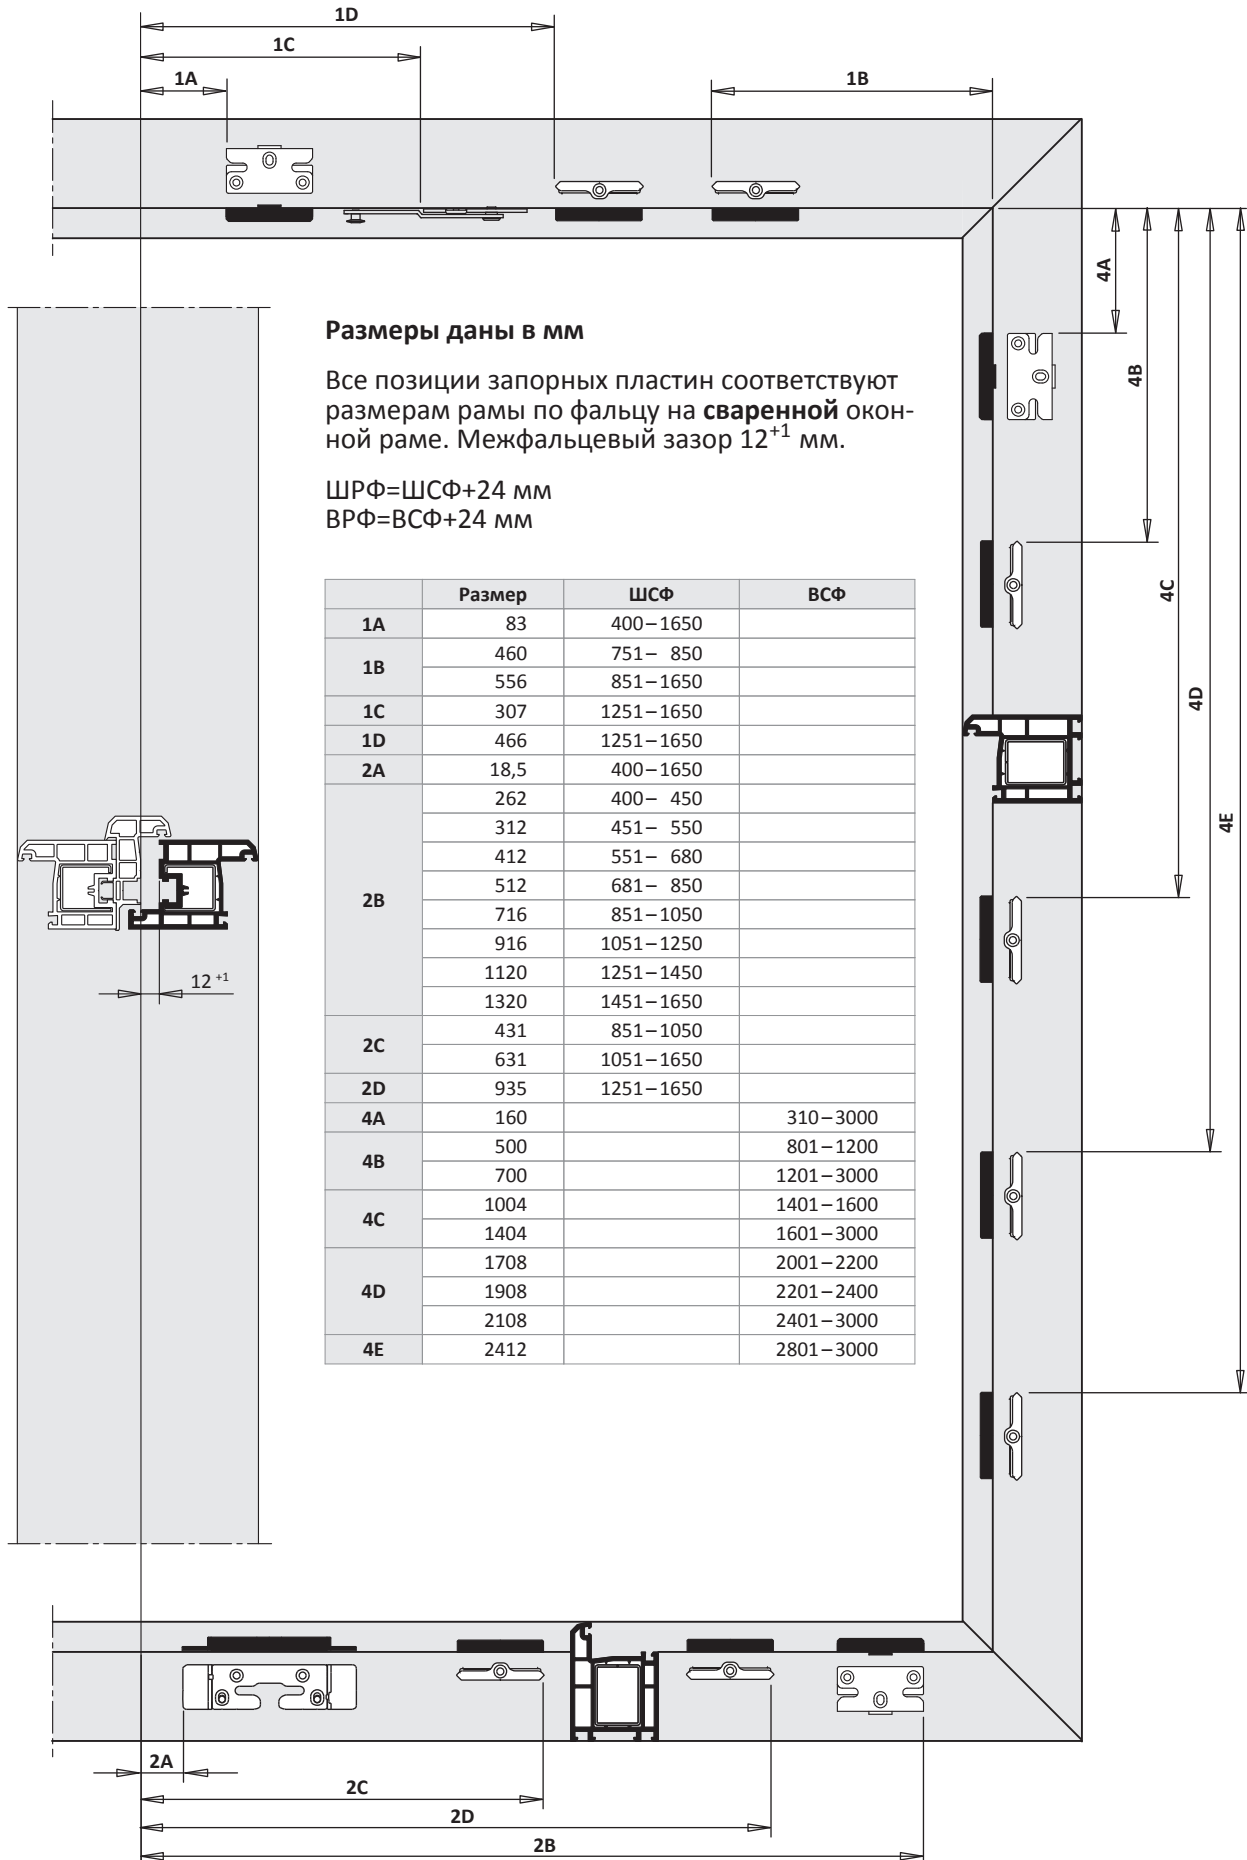 1D
1C
1A
1B
4A
4B
4C
4D
4E
Размеры даны в мм
Все позиции запорных пластин соответствуют
размерам рамы по фальцу на сваренной окон-
ной раме. Межфальцевый зазор 12+1 мм.
ШРФ=ШСФ+24 мм
ВРФ=ВСФ+24 мм
Размер ШСФ ВСФ
1A 83 400–1650
1B 460 751– 850
556 851–1650
1C 307 1251–1650
1D 466 1251–1650
2A 18,5 400–1650
2B 262 400– 450
312 451– 550
412 551– 680
512 681– 850
716 851–1050
916 1051–1250
1120 1251–1450
1320 1451–1650
2C 431 851–1050
631 1051–1650
2D 935 1251–1650
4A 160 310–3000
4B 500 801–1200
700 1201–3000
4C 1004 1401–1600
1404 1601–3000
4D 1708 2001–2200
1908 2201–2400
2108 2401–3000
4E 2412 2801–3000
12 +1
2A
2C
2D
2B